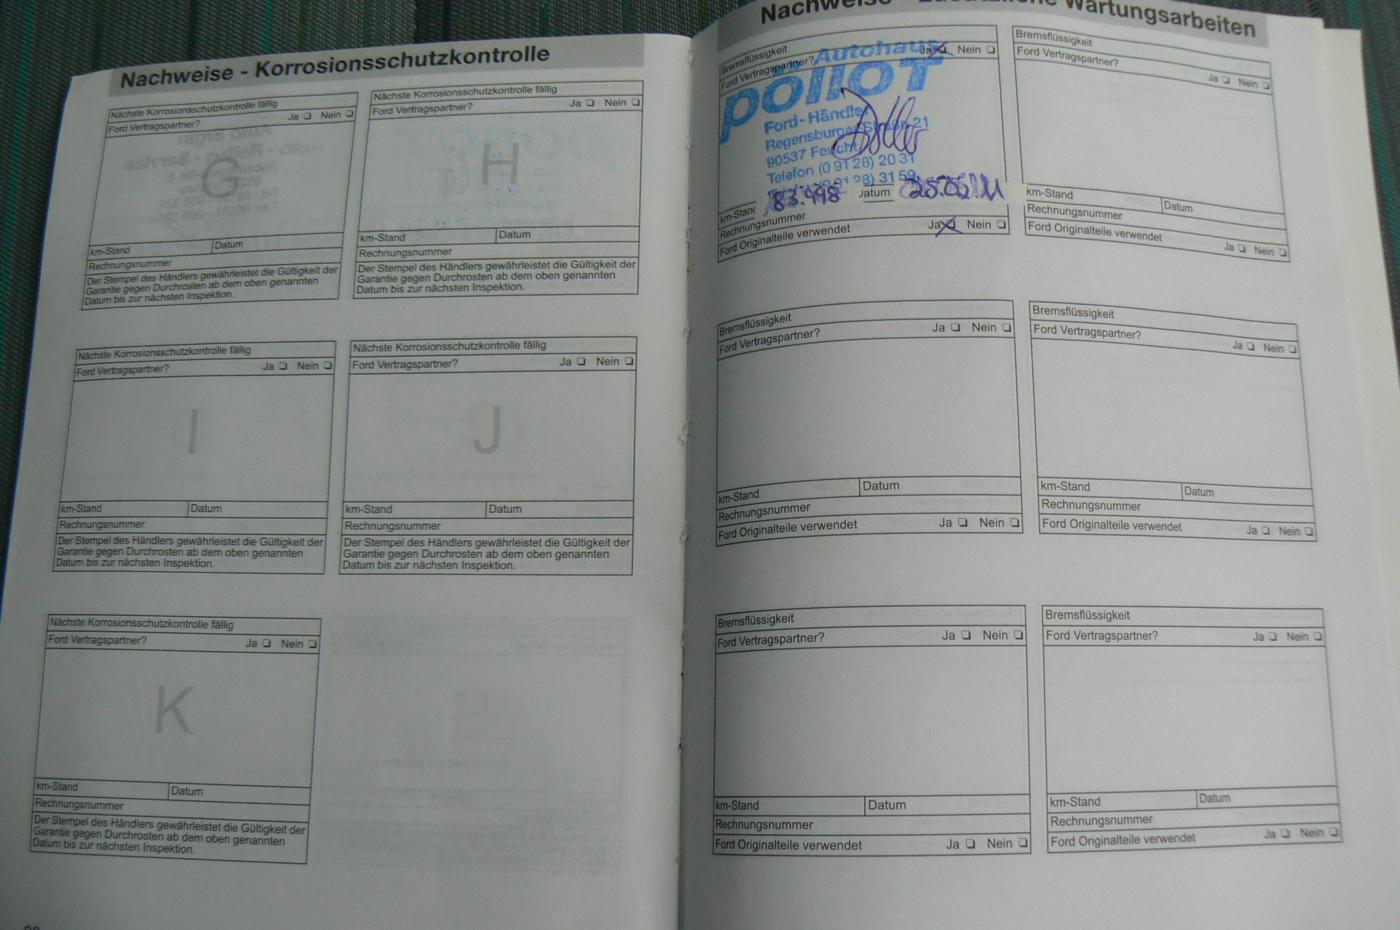 Nachweise - Korrosionsschutzkontrolle
Nächste Korrosionsschutzkontrolle fällig
Ford Vertragspartner? Ja Nein
G
km-Stand Datum
Rechnungsnummer
Der Stempel des Händlers gewährleistet die Gültigkeit der
Garantie gegen Durchrosten ab dem oben genannten
Datum bis zur nächsten Inspektion.
Nächste Korrosionsschutzkontrolle fällig
Ford Vertragspartner? Ja Nein
H
km-Stand Datum
Rechnungsnummer
Der Stempel des Händlers gewährleistet die Gültigkeit der
Garantie gegen Durchrosten ab dem oben genannten
Datum bis zur nächsten Inspektion.
Nächste Korrosionsschutzkontrolle fällig
Ford Vertragspartner? Ja Nein
I
km-Stand Datum
Rechnungsnummer
Der Stempel des Händlers gewährleistet die Gültigkeit der
Garantie gegen Durchrosten ab dem oben genannten
Datum bis zur nächsten Inspektion.
Nächste Korrosionsschutzkontrolle fällig
Ford Vertragspartner? Ja Nein
J
km-Stand Datum
Rechnungsnummer
Der Stempel des Händlers gewährleistet die Gültigkeit der
Garantie gegen Durchrosten ab dem oben genannten
Datum bis zur nächsten Inspektion.
Nächste Korrosionsschutzkontrolle fällig
Ford Vertragspartner? Ja Nein
K
km-Stand Datum
Rechnungsnummer
Der Stempel des Händlers gewährleistet die Gültigkeit der
Garantie gegen Durchrosten ab dem oben genannten
Datum bis zur nächsten Inspektion.
Nachweise - Zusätzliche Wartungsarbeiten
Bremsflüssigkeit
Ford Vertragspartner? Ja Nein
Autohaus
pöllOT
Ford-Händler
Regensburger Straße 21
90537 Feucht
Telefon (0 91 28) 20 31
km-Stand 83.498 Datum 25.02.11
Rechnungsnummer
Ford Originalteile verwendet Ja Nein
Bremsflüssigkeit
Ford Vertragspartner?
Ja Nein
km-Stand Datum
Rechnungsnummer
Ford Originalteile verwendet Ja Nein
Bremsflüssigkeit
Ford Vertragspartner? Ja Nein
km-Stand Datum
Rechnungsnummer
Ford Originalteile verwendet Ja Nein
Bremsflüssigkeit
Ford Vertragspartner? Ja Nein
km-Stand Datum
Rechnungsnummer
Ford Originalteile verwendet Ja Nein
Bremsflüssigkeit
Ford Vertragspartner? Ja Nein
km-Stand Datum
Rechnungsnummer
Ford Originalteile verwendet Ja Nein
Bremsflüssigkeit
Ford Vertragspartner? Ja Nein
km-Stand Datum
Rechnungsnummer
Ford Originalteile verwendet Ja Nein